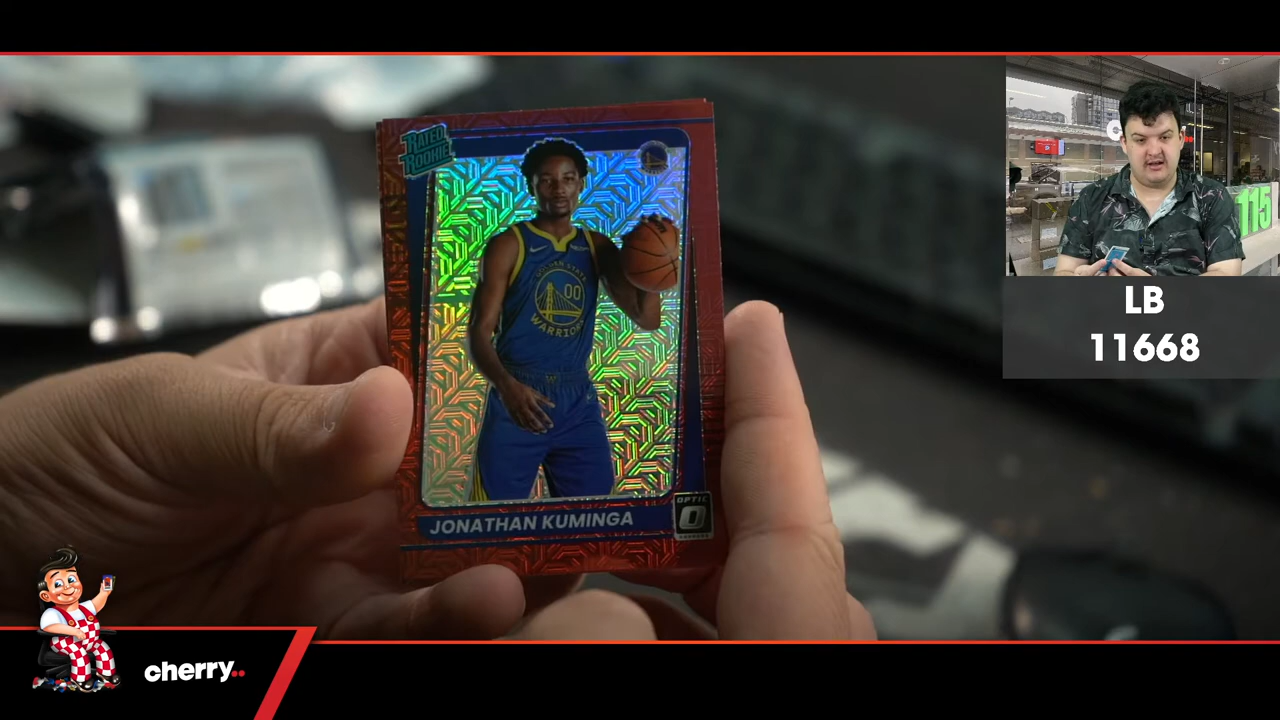 RATED
ROOKIE
GOLDEN STATE
00
WARRIORS
JONATHAN KUMINGA
OPTIC
115
LB
11668
cherry..